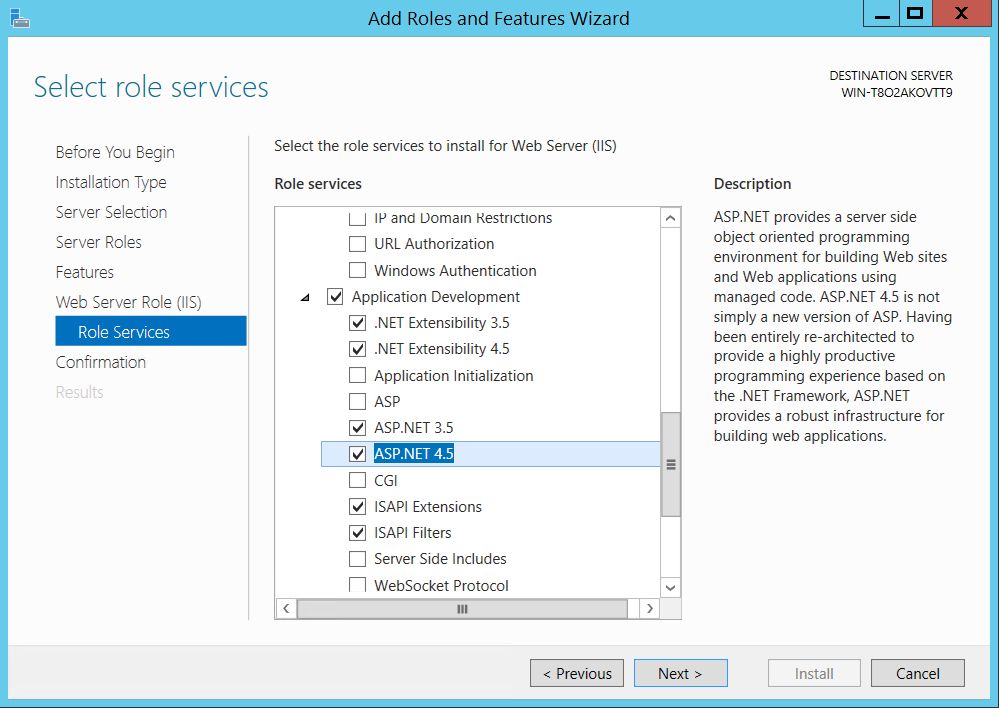 Add Roles and Features Wizard
X
Select role services
DESTINATION SERVER
WIN-T8O2AKOVTT9
Before You Begin
Installation Type
Server Selection
Server Roles
Features
Web Server Role (IIS)
Role Services
Confirmation
Results
Select the role services to install for Web Server (IIS)
Role services
IP and Domain Restrictions
URL Authorization
Windows Authentication
Application Development
.NET Extensibility 3.5
.NET Extensibility 4.5
Application Initialization
ASP
ASP.NET 3.5
ASP.NET 4.5
CGI
ISAPI Extensions
ISAPI Filters
Server Side Includes
WebSocket Protocol
Description
ASP.NET provides a server side
object oriented programming
environment for building Web sites
and Web applications using
managed code. ASP.NET 4.5 is not
simply a new version of ASP. Having
been entirely re-architected to
provide a highly productive
programming experience based on
the .NET Framework, ASP.NET
provides a robust infrastructure for
building web applications.
< Previous
Next >
Install
Cancel